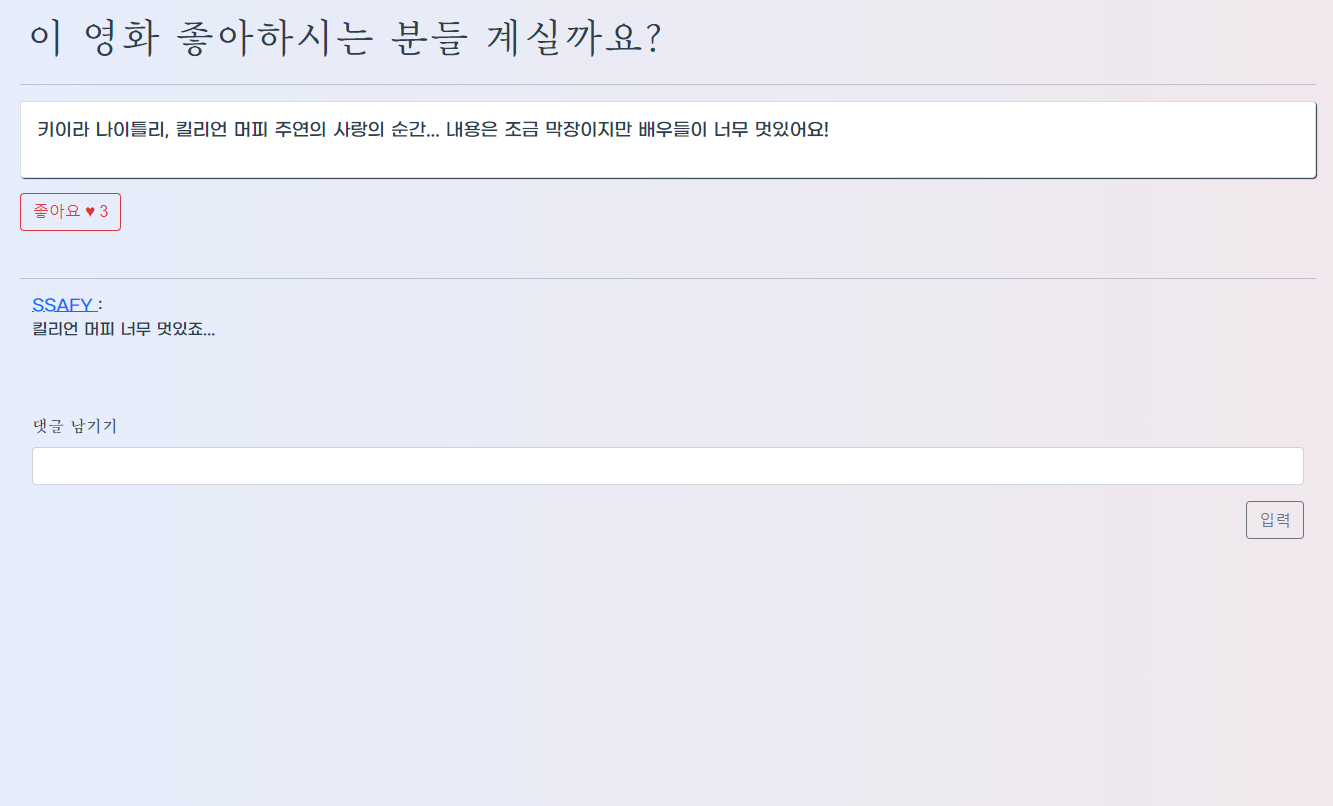 이 영화 좋아하시는 분들 계실까요?
키이라 나이틀리, 킬리언 머피 주연의 사랑의 순간... 내용은 조금 막장이지만 배우들이 너무 멋있어요!
좋아요 ♥ 3
SSAFY :
킬리언 머피 너무 멋있죠...
댓글 남기기
입력